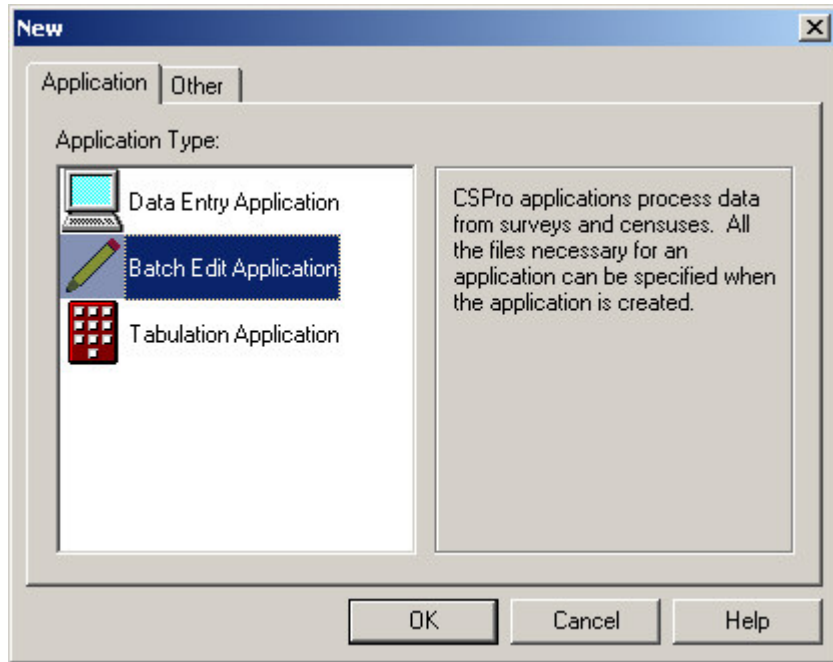 New
Application Other
Application Type:
Data Entry Application
Batch Edit Application
Tabulation Application
CSPro applications process data
from surveys and censuses. All
the files necessary for an
application can be specified when
the application is created.
OK Cancel Help